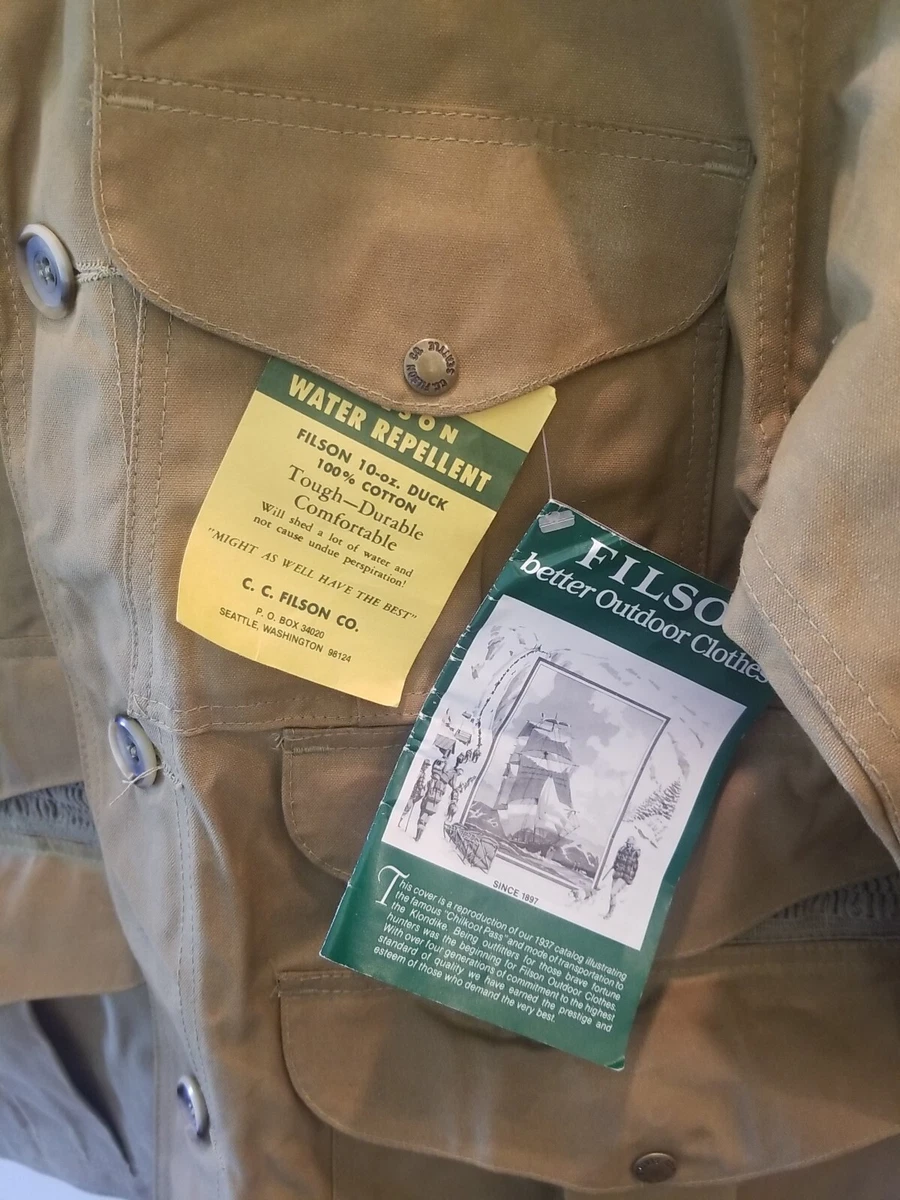 SEATTLE C.C. FILSON CO
SON
WATER REPELLENT
FILSON 10-oz. DUCK
100% COTTON
Tough—Durable
Comfortable
Will shed a lot of water and
not cause undue perspiration!
"MIGHT AS WELL HAVE THE BEST"
C. C. FILSON CO.
P. O. BOX 34020
SEATTLE, WASHINGTON 98124
FILSO
better Outdoor Clothes
SINCE 1897
This cover is a reproduction of our 1937 catalog illustrating
the famous "Chilkoot Pass" and mode of transportation to
the Klondike. Being outfitters for those brave fortune
hunters was the beginning for Filson Outdoor Clothes.
With over four generations of commitment to the highest
standard of quality we have earned the prestige and
esteem of those who demand the very best.